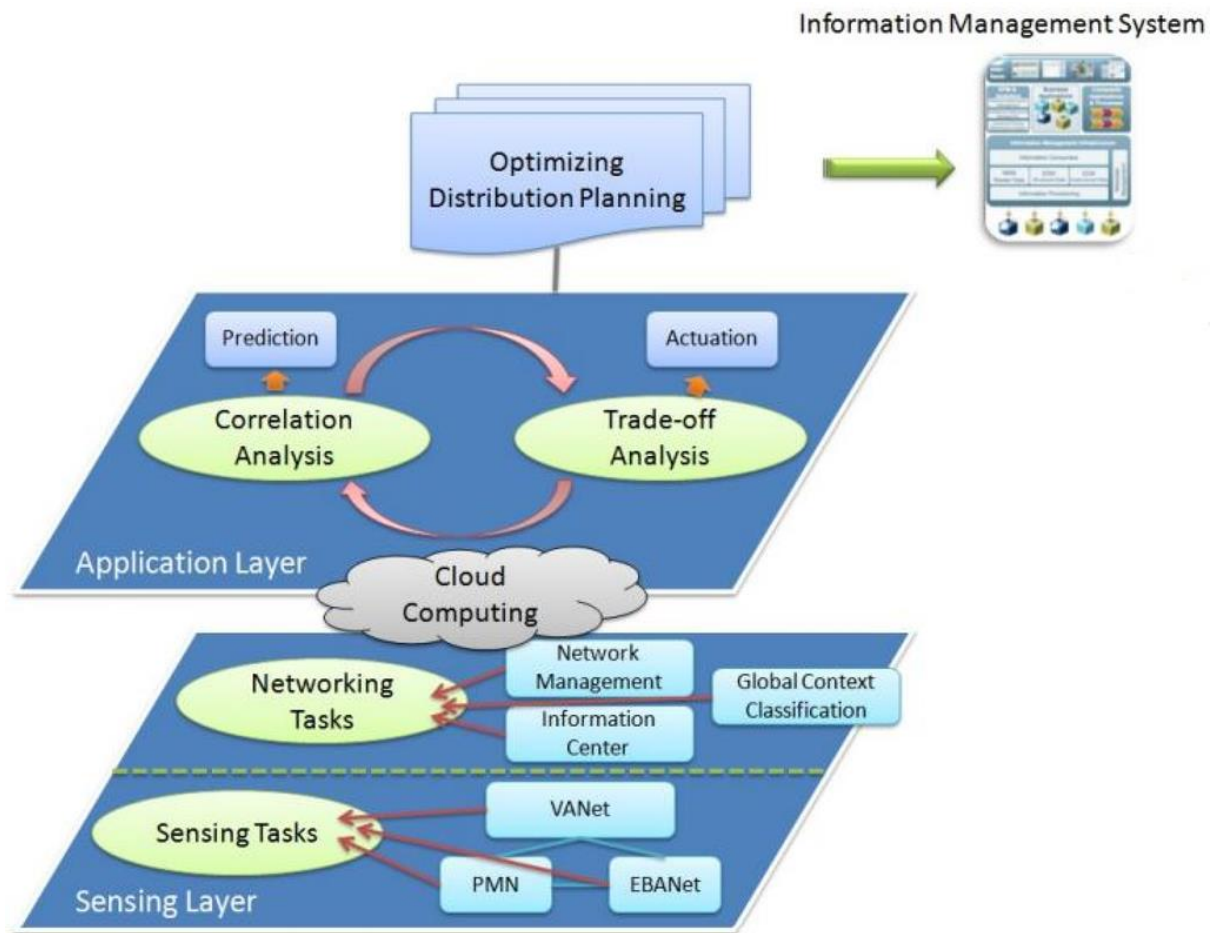 Information Management System
Optimizing
Distribution Planning
Prediction
Actuation
Correlation
Analysis
Trade-off
Analysis
Application Layer
Cloud
Computing
Networking
Tasks
Network
Management
Global Context
Classification
Information
Center
Sensing Tasks
VANet
PMN
EBANet
Sensing Layer